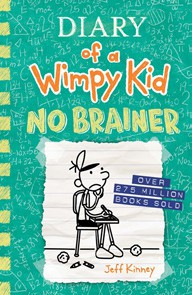 DIARY
of a
Wimpy Kid
NO BRAINER
OVER
275 MILLION
BOOKS SOLD
Jeff Kinney